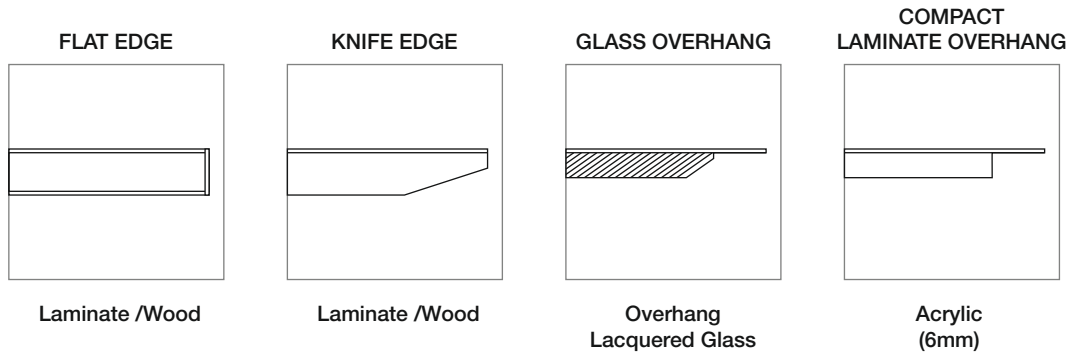 FLAT EDGE
KNIFE EDGE
GLASS OVERHANG
COMPACT
LAMINATE OVERHANG
Laminate /Wood
Laminate /Wood
Overhang
Lacquered Glass
Acrylic
(6mm)